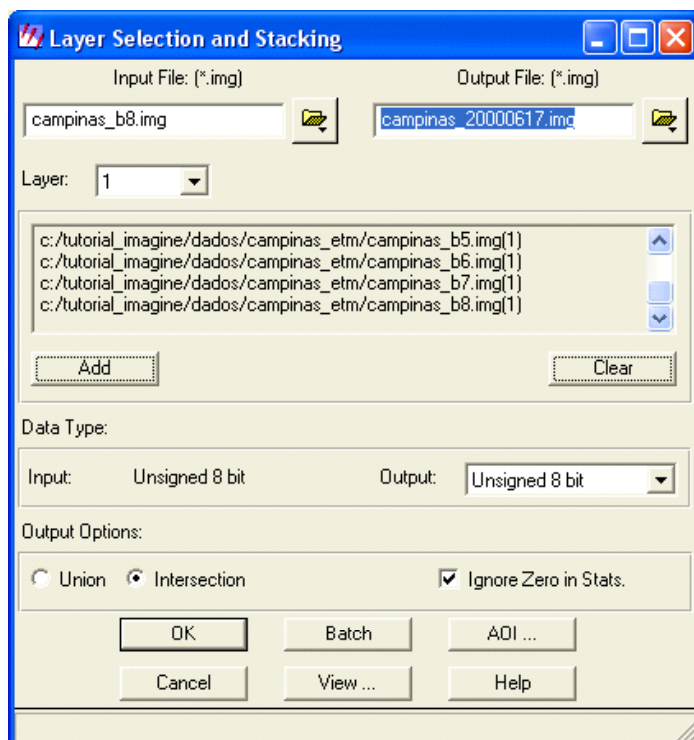 Layer Selection and Stacking
Input File: (*.img) Output File: (*.img)
campinas_b8.img campinas_20000617.img
Layer: 1
c:/tutorial_imagine/dados/campinas_etm/campinas_b5.img(1)
c:/tutorial_imagine/dados/campinas_etm/campinas_b6.img(1)
c:/tutorial_imagine/dados/campinas_etm/campinas_b7.img(1)
c:/tutorial_imagine/dados/campinas_etm/campinas_b8.img(1)
Add Clear
Data Type:
Input: Unsigned 8 bit Output: Unsigned 8 bit
Output Options:
Union Intersection Ignore Zero in Stats.
OK Batch AOI ...
Cancel View ... Help